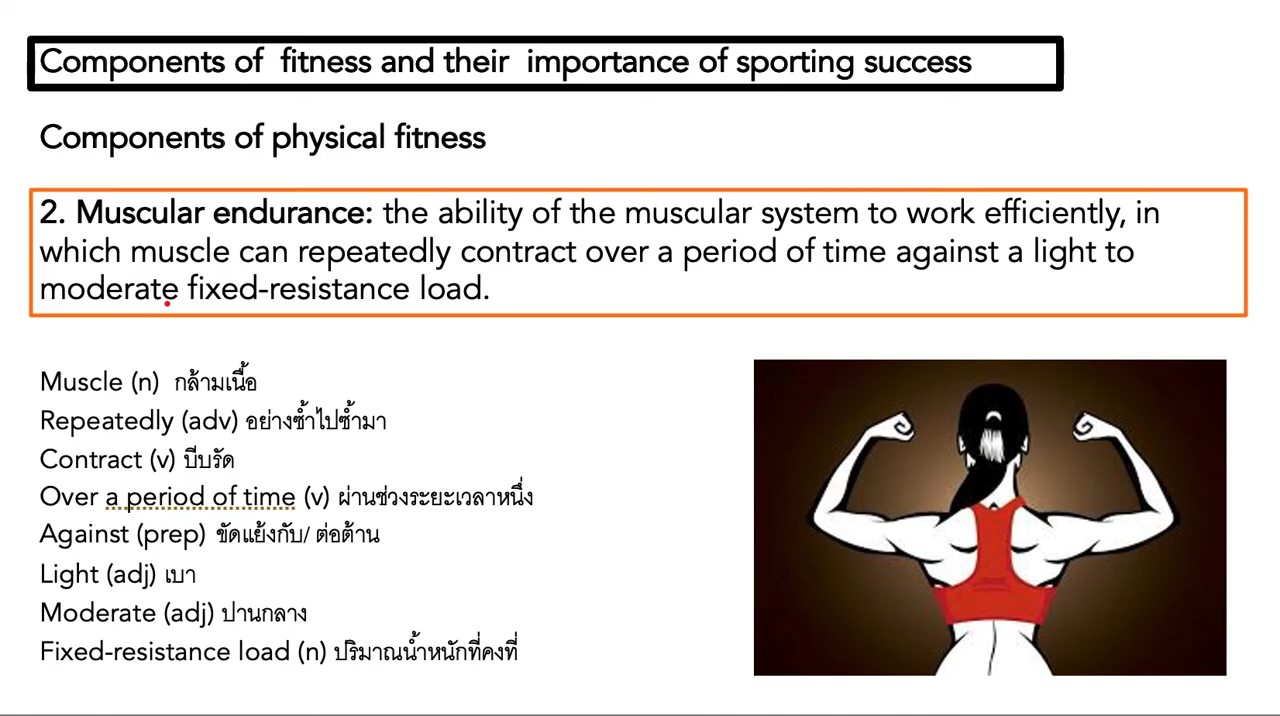 Components of  fitness and their  importance of sporting success
Components of physical fitness
2. Muscular endurance: the ability of the muscular system to work efficiently, in
which muscle can repeatedly contract over a period of time against a light to
moderate fixed-resistance load.
Muscle (n)  กล้ามเนื้อ
Repeatedly (adv) อย่างซ้ำไปซ้ำมา
Contract (v) บีบรัด
Over a period of time (v) ผ่านช่วงระยะเวลาหนึ่ง
Against (prep) ขัดแย้งกับ/ ต่อต้าน
Light (adj) เบา
Moderate (adj) ปานกลาง
Fixed-resistance load (n) ปริมาณน้ำหนักที่คงที่